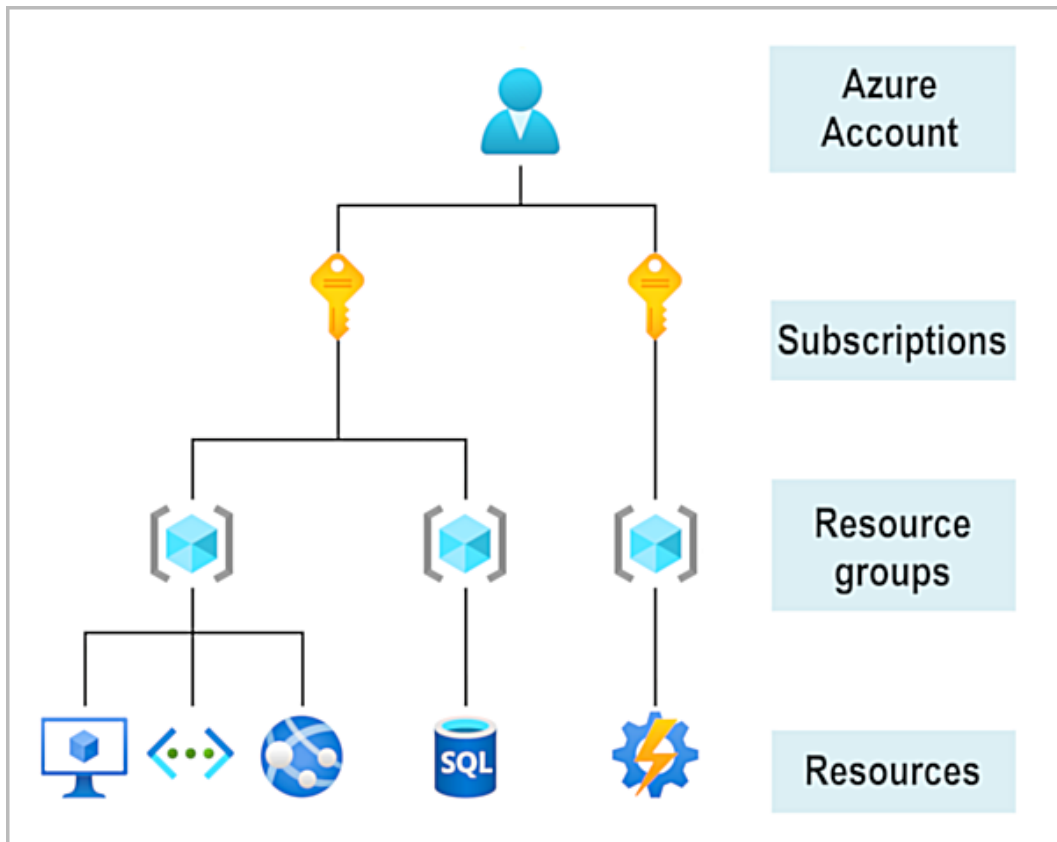 Azure
Account
Subscriptions
Resource
groups
SQL
Resources